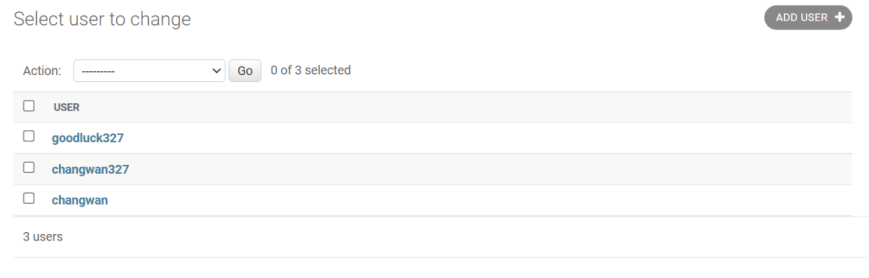 Select user to change
ADD USER +
Action: --------- Go 0 of 3 selected
USER
goodluck327
changwan327
changwan
3 users